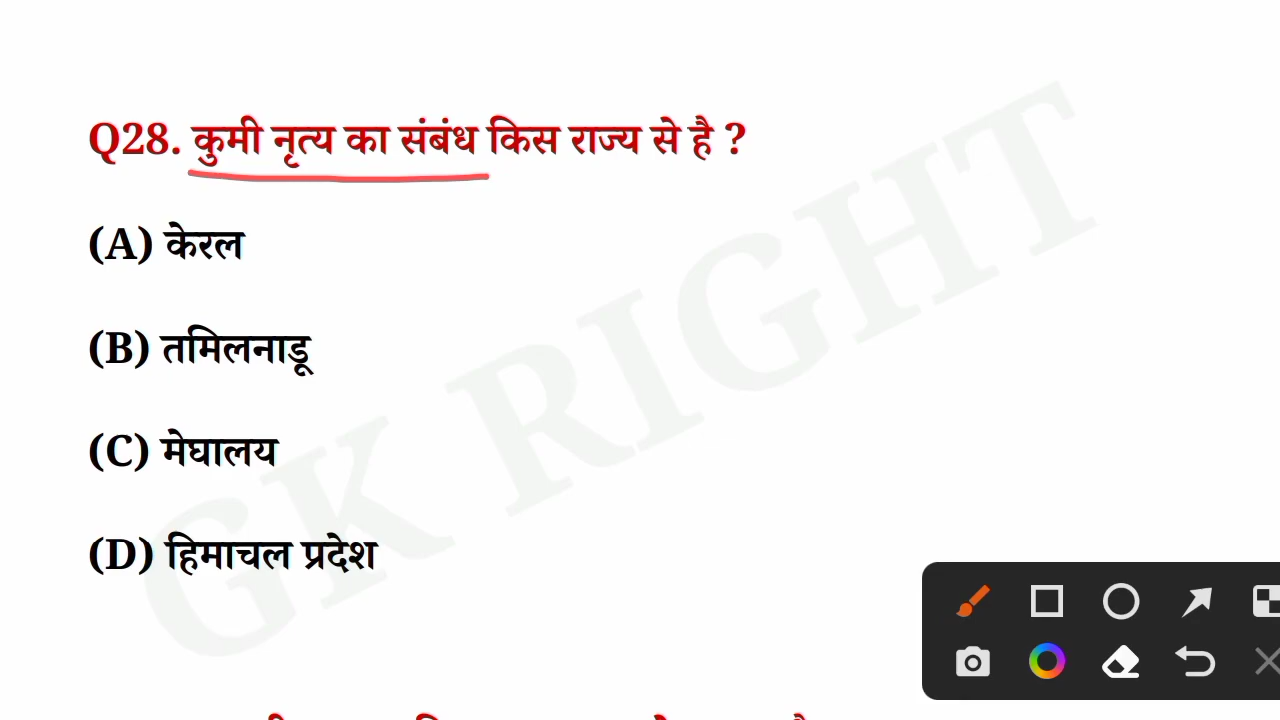 Q28. कुमी नृत्य का संबंध किस राज्य से है ?
(A) केरल
(B) तमिलनाडू
(C) मेघालय
(D) हिमाचल प्रदेश
GK RIGHT